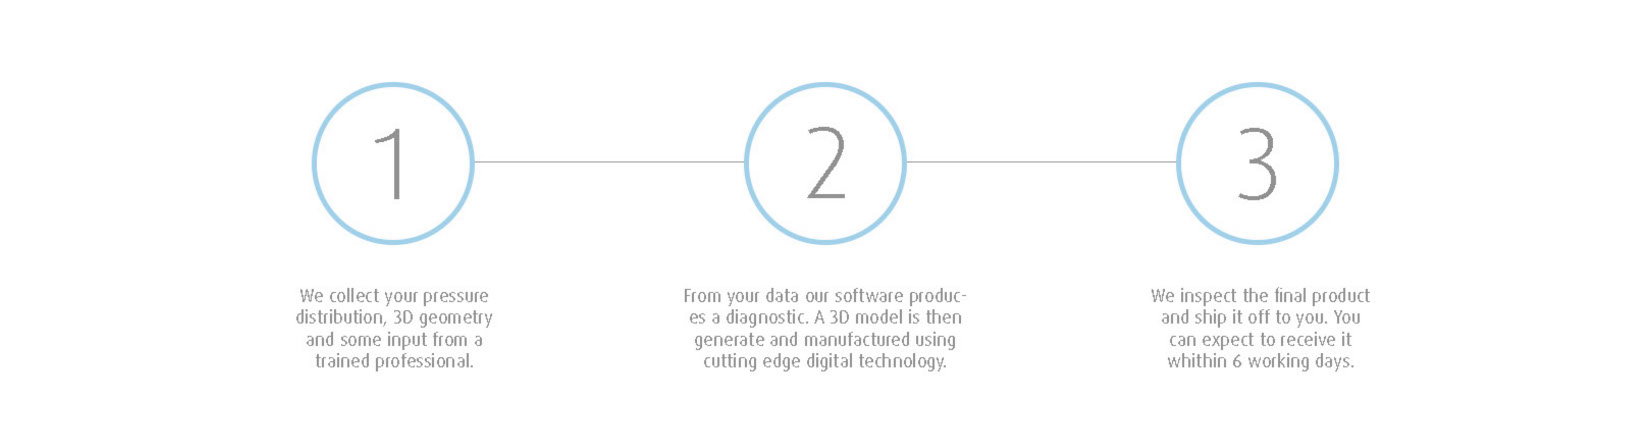 1
2
3
We collect your pressure
distribution, 3D geometry
and some input from a
trained professional.
From your data our software produc-
es a diagnostic. A 3D model is then
generate and manufactured using
cutting edge digital technology.
We inspect the final product
and ship it off to you. You
can expect to receive it
whithin 6 working days.